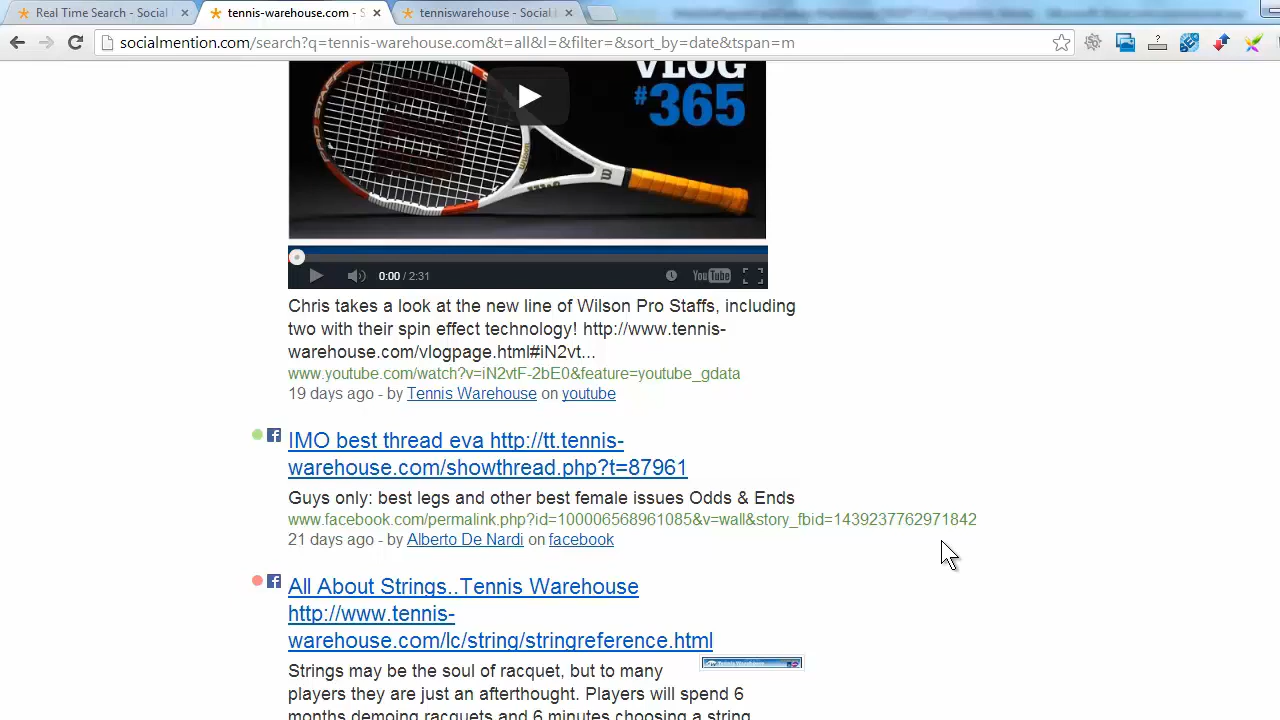 Real Time Search - Social
tennis-warehouse.com -
tenniswarehouse - Social
socialmention.com/search?q=tennis-warehouse.com&t=all&l=&filter=&sort_by=date&tspan=m
VLOG
#365
Wilson
0:00 / 2:31
YouTube
Chris takes a look at the new line of Wilson Pro Staffs, including
two with their spin effect technology! http://www.tennis-
warehouse.com/vlogpage.html#iN2vt...
www.youtube.com/watch?v=iN2vtF-2bE0&feature=youtube_gdata
19 days ago - by Tennis Warehouse on youtube
IMO best thread eva http://tt.tennis-
warehouse.com/showthread.php?t=87961
Guys only: best legs and other best female issues Odds & Ends
www.facebook.com/permalink.php?id=100006568961085&v=wall&story_fbid=1439237762971842
21 days ago - by Alberto De Nardi on facebook
All About Strings..Tennis Warehouse
http://www.tennis-
warehouse.com/lc/string/stringreference.html
Tennis Warehouse
Strings may be the soul of racquet, but to many
players they are just an afterthought. Players will spend 6
months demoing racquets and 6 minutes choosing a string